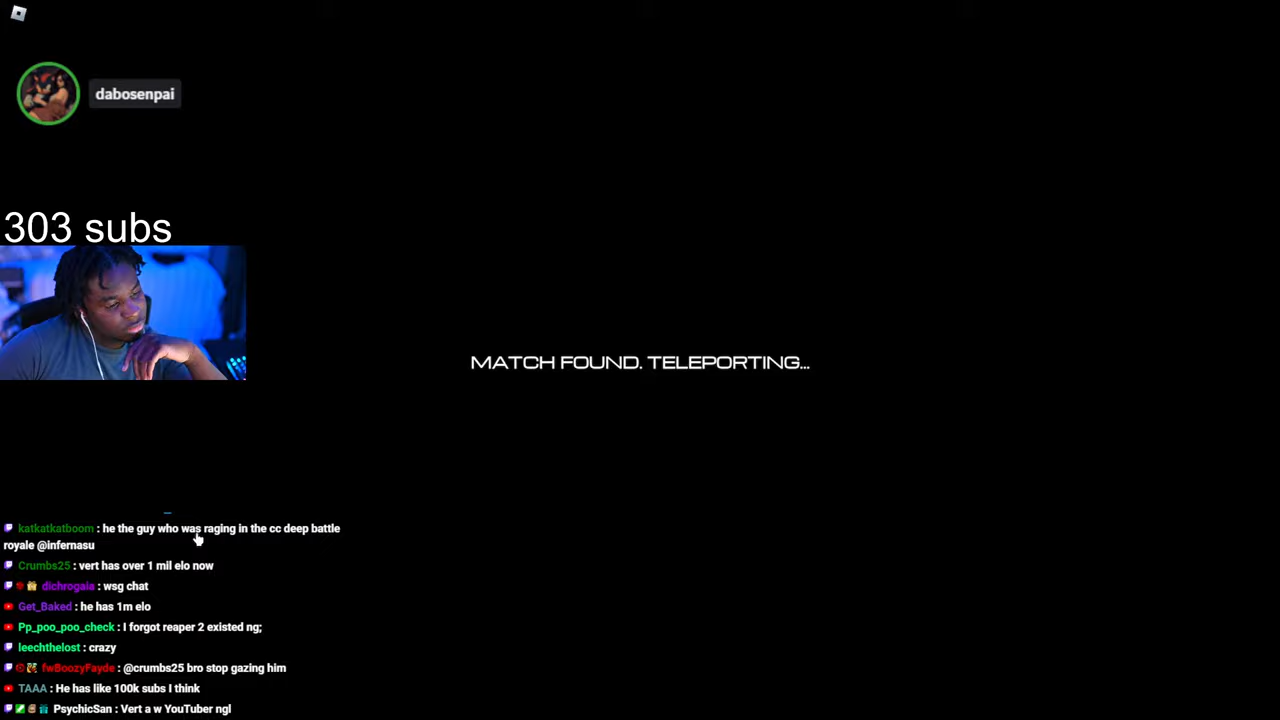 dabosenpai
303 subs
MATCH FOUND. TELEPORTING...
katkatkatboom : he the guy who was raging in the cc deep battle
royale @infernasu
Crumbs25 : vert has over 1 mil elo now
dichrogaia : wsg chat
Get_Baked : he has 1m elo
Pp_poo_poo_check : I forgot reaper 2 existed ng;
leechthelost : crazy
fwBoozyFayde : @crumbs25 bro stop gazing him
TAAA : He has like 100k subs I think
PsychicSan : Vert a w YouTuber ngl